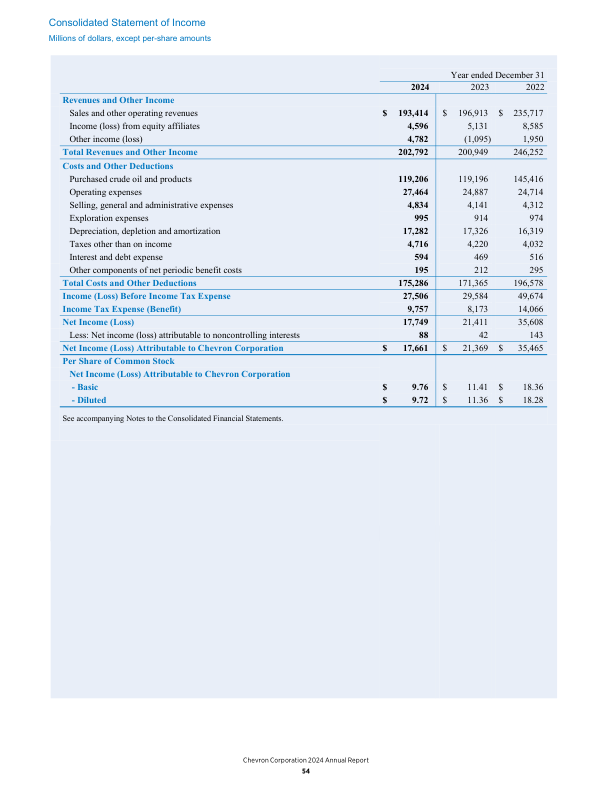 Consolidated Statement of Income
Millions of dollars, except per-share amounts
Year ended December 31
2024 2023 2022
Revenues and Other Income
Sales and other operating revenues $ 193,414 $ 196,913 $ 235,717
Income (loss) from equity affiliates 4,596 5,131 8,585
Other income (loss) 4,782 (1,095) 1,950
Total Revenues and Other Income 202,792 200,949 246,252
Costs and Other Deductions
Purchased crude oil and products 119,206 119,196 145,416
Operating expenses 27,464 24,887 24,714
Selling, general and administrative expenses 4,834 4,141 4,312
Exploration expenses 995 914 974
Depreciation, depletion and amortization 17,282 17,326 16,319
Taxes other than on income 4,716 4,220 4,032
Interest and debt expense 594 469 516
Other components of net periodic benefit costs 195 212 295
Total Costs and Other Deductions 175,286 171,365 196,578
Income (Loss) Before Income Tax Expense 27,506 29,584 49,674
Income Tax Expense (Benefit) 9,757 8,173 14,066
Net Income (Loss) 17,749 21,411 35,608
Less: Net income (loss) attributable to noncontrolling interests 88 42 143
Net Income (Loss) Attributable to Chevron Corporation $ 17,661 $ 21,369 $ 35,465
Per Share of Common Stock
Net Income (Loss) Attributable to Chevron Corporation
- Basic $ 9.76 $ 11.41 $ 18.36
- Diluted $ 9.72 $ 11.36 $ 18.28
See accompanying Notes to the Consolidated Financial Statements.
Chevron Corporation 2024 Annual Report
54